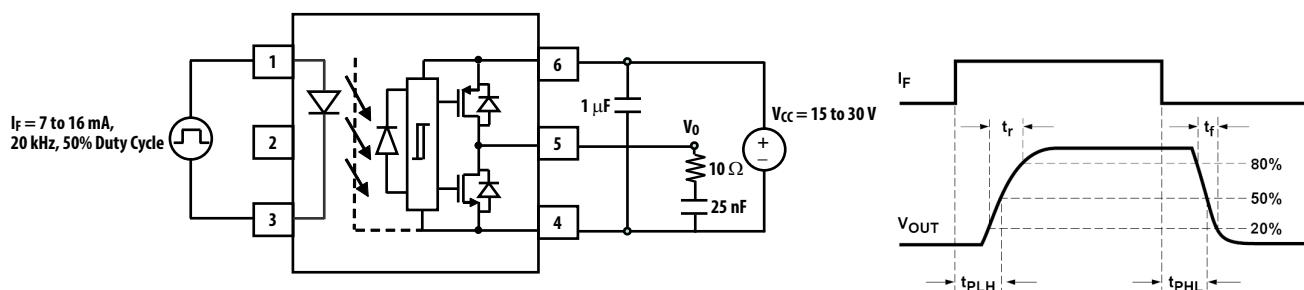 I_F = 7 to 16 mA,
20 kHz, 50% Duty Cycle
1
2
3
6
5
4
1 μF
V_O
10 Ω
25 nF
V_CC = 15 to 30 V
+
−
I_F
t_r
t_f
80%
50%
20%
V_OUT
t_PLH
t_PHL